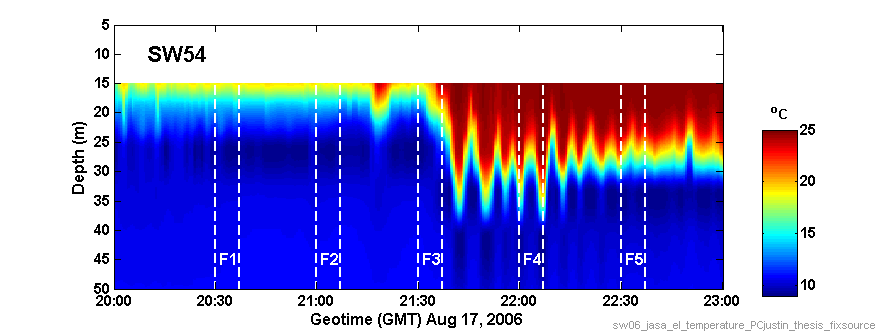 SW54
5
10
15
20
25
30
35
40
45
50
Depth (m)
F1 F2 F3 F4 F5
20:00 20:30 21:00 21:30 22:00 22:30 23:00
Geotime (GMT) Aug 17, 2006
oC
25
20
15
10
sw06_jasa_el_temperature_PCjustin_thesis_fixsource